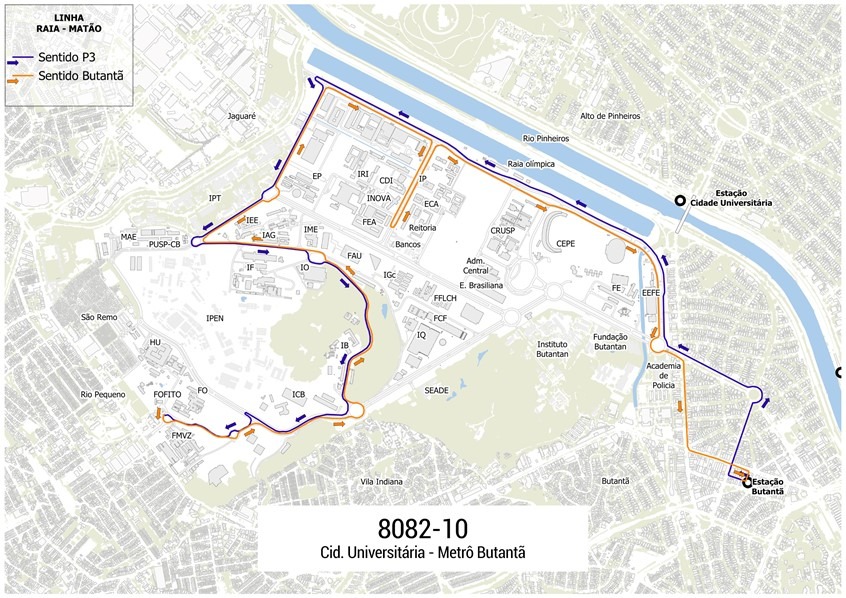 LINHA
RAIA - MATÃO
Sentido P3
Sentido Butantã
Jaguaré
Alto de Pinheiros
Rio Pinheiros
Raia olímpica
Estação
Cidade Universitária
EP
IRI
CDI
IP
INOVA
ECA
FEA
Reitoria
Bancos
IPT
IEE
IAG
IME
MAE
PUSP-CB
FAU
IF
IO
IGc
CRUSP
CEPE
Adm.
Central
E. Brasiliana
FE
EEFE
FFLCH
FCF
IQ
São Remo
IPEN
HU
IB
Instituto
Butantan
Fundação
Butantan
Academia
de
Polícia
Rio Pequeno
FOFITO
FO
ICB
SEADE
FMVZ
Vila Indiana
Butantã
Estação
Butantã
8082-10
Cid. Universitária - Metrô Butantã